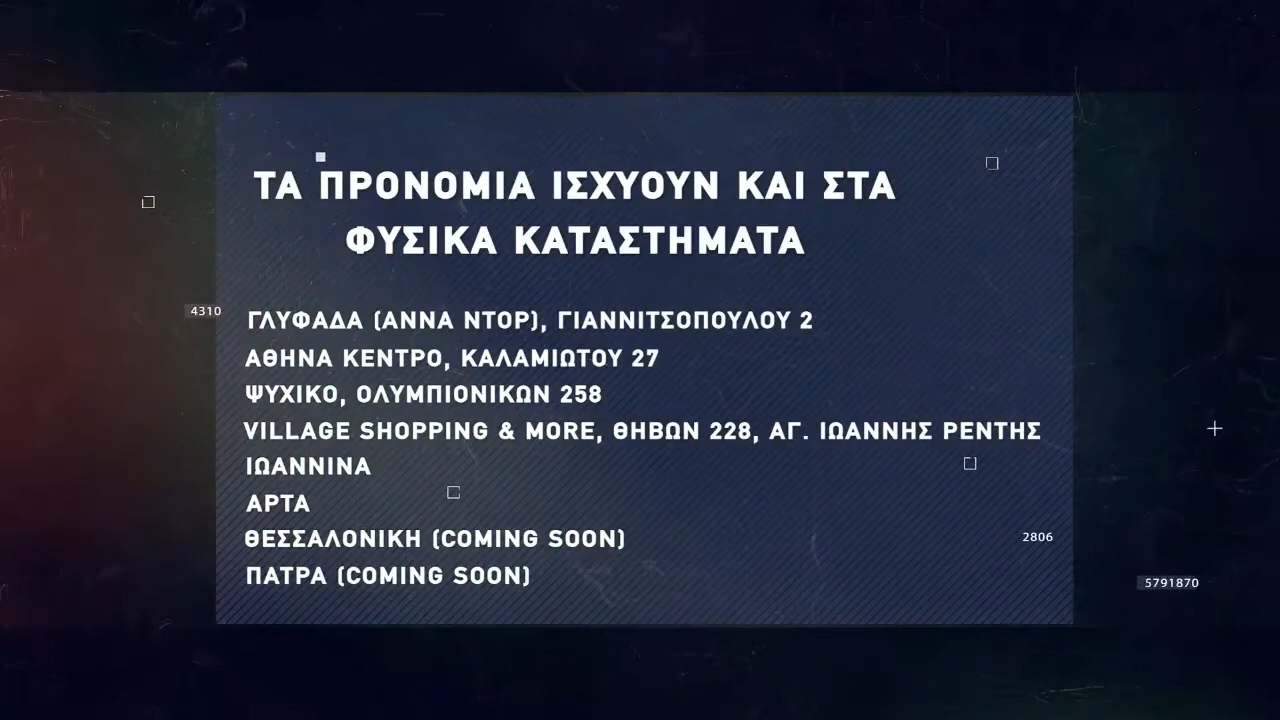 ΤΑ ΠΡΟΝΟΜΙΑ ΙΣΧΥΟΥΝ ΚΑΙ ΣΤΑ
ΦΥΣΙΚΑ ΚΑΤΑΣΤΗΜΑΤΑ
4310
ΓΛΥΦΑΔΑ (ΑΝΝΑ ΝΤΟΡ), ΓΙΑΝΝΙΤΣΟΠΟΥΛΟΥ 2
ΑΘΗΝΑ ΚΕΝΤΡΟ, ΚΑΛΑΜΙΩΤΟΥ 27
ΨΥΧΙΚΟ, ΟΛΥΜΠΙΟΝΙΚΩΝ 258
VILLAGE SHOPPING & MORE, ΘΗΒΩΝ 228, ΑΓ. ΙΩΑΝΝΗΣ ΡΕΝΤΗΣ
ΙΩΑΝΝΙΝΑ
ΑΡΤΑ
ΘΕΣΣΑΛΟΝΙΚΗ (COMING SOON)
2806
ΠΑΤΡΑ (COMING SOON)
5791870